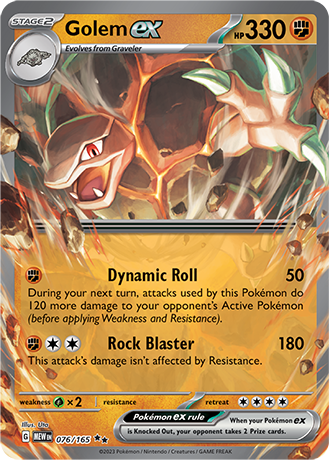 STAGE2 Golem ex HP 330
Evolves from Graveler
Dynamic Roll 50
During your next turn, attacks used by this Pokémon do
120 more damage to your opponent's Active Pokémon
(before applying Weakness and Resistance).
Rock Blaster 180
This attack's damage isn't affected by Resistance.
weakness ×2 resistance retreat
Illus. Uta
G MEW EN 076/165
Pokémon ex rule
When your Pokémon ex
is Knocked Out, your opponent takes 2 Prize cards.
©2023 Pokémon / Nintendo / Creatures / GAME FREAK